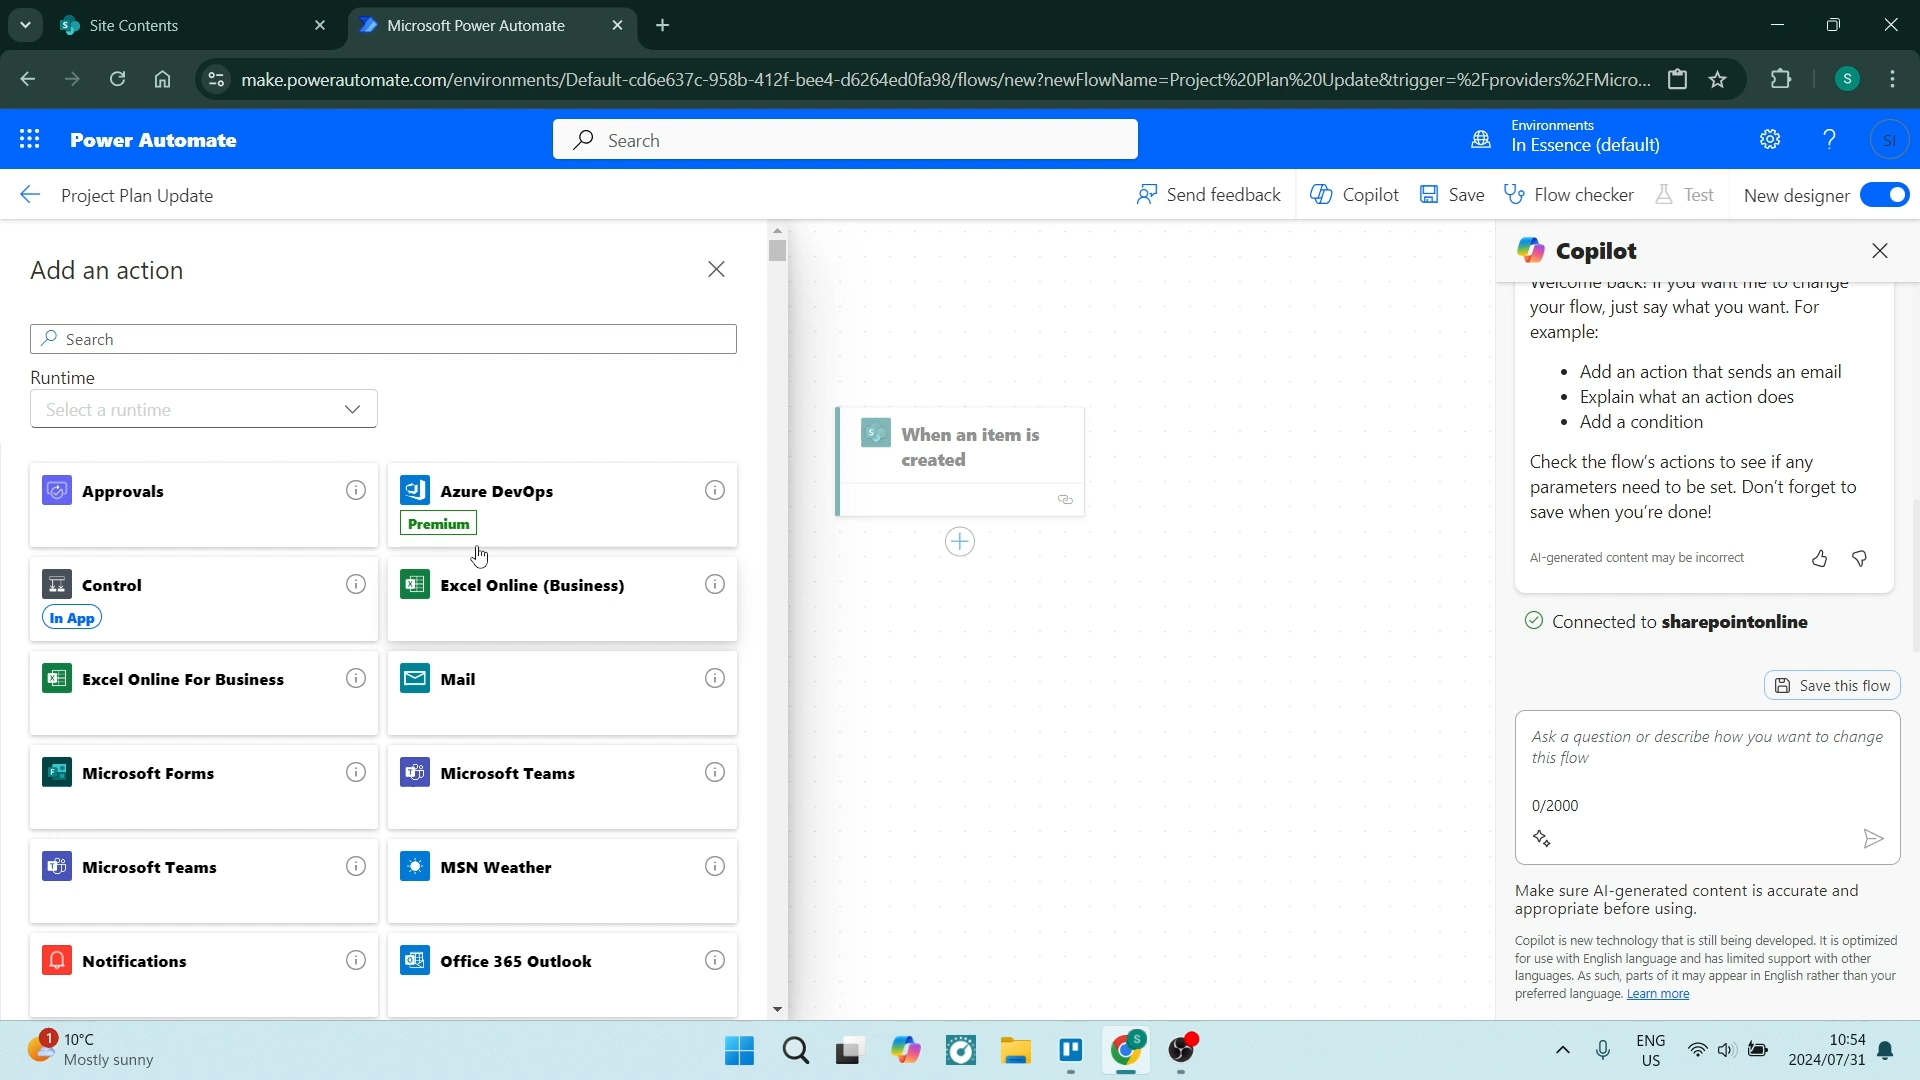 Site Contents
Microsoft Power Automate
make.powerautomate.com/environments/Default-cd6e637c-958b-412f-bee4-d6264ed0fa98/flows/new?newFlowName=Project%20Plan%20Update&trigger=%2Fproviders%2FMicro...
S
Power Automate
Search
Environments
In Essence (default)
SI
Project Plan Update
Send feedback
Copilot
Save
Flow checker
Test
New designer
Add an action
Search
Runtime
Select a runtime
Approvals
Azure DevOps
Premium
Control
In App
Excel Online (Business)
Excel Online For Business
Mail
Microsoft Forms
Microsoft Teams
Microsoft Teams
MSN Weather
Notifications
Office 365 Outlook
When an item is
created
Copilot
Welcome back! If you want me to change
your flow, just say what you want. For
example:
• Add an action that sends an email
• Explain what an action does
• Add a condition
Check the flow's actions to see if any
parameters need to be set. Don't forget to
save when you're done!
AI-generated content may be incorrect
Connected to sharepointonline
Save this flow
Ask a question or describe how you want to change
this flow
0/2000
Make sure AI-generated content is accurate and
appropriate before using.
Copilot is new technology that is still being developed. It is optimized
for use with English language and has limited support with other
languages. As such, parts of it may appear in English rather than your
preferred language. Learn more
1
10°C
Mostly sunny
S
ENG
US
10:54
2024/07/31